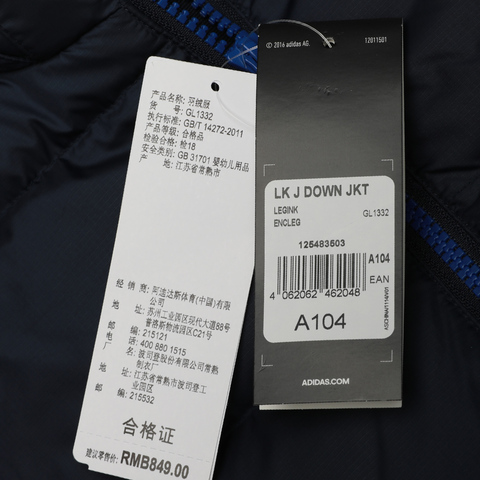 产品名称: 羽绒服
货 号: GL1332
执行标准: GB/T 14272-2011
产品等级: 合格品
检验合格: 检18
安全类别: GB 31701 婴幼儿用品
产 地: 江苏省常熟市
经 销 商: 阿迪达斯体育(中国)有限公司
地 址: 苏州工业园区现代大道88号
普洛斯物流园区C21号
邮 编: 215121
电 话: 400 880 1515
厂 名: 波司登股份有限公司常熟
制衣厂
地 址: 江苏省常熟市波司登工
业园区
邮 编: 215532
合格证
建议零售价: RMB849.00
© 2016 adidas AG.
12011501
LK J DOWN JKT
LEGINK
GL1332
ENCLEG
125483503
A104
EAN
4 062062 462048
A104
ADIDAS.COM